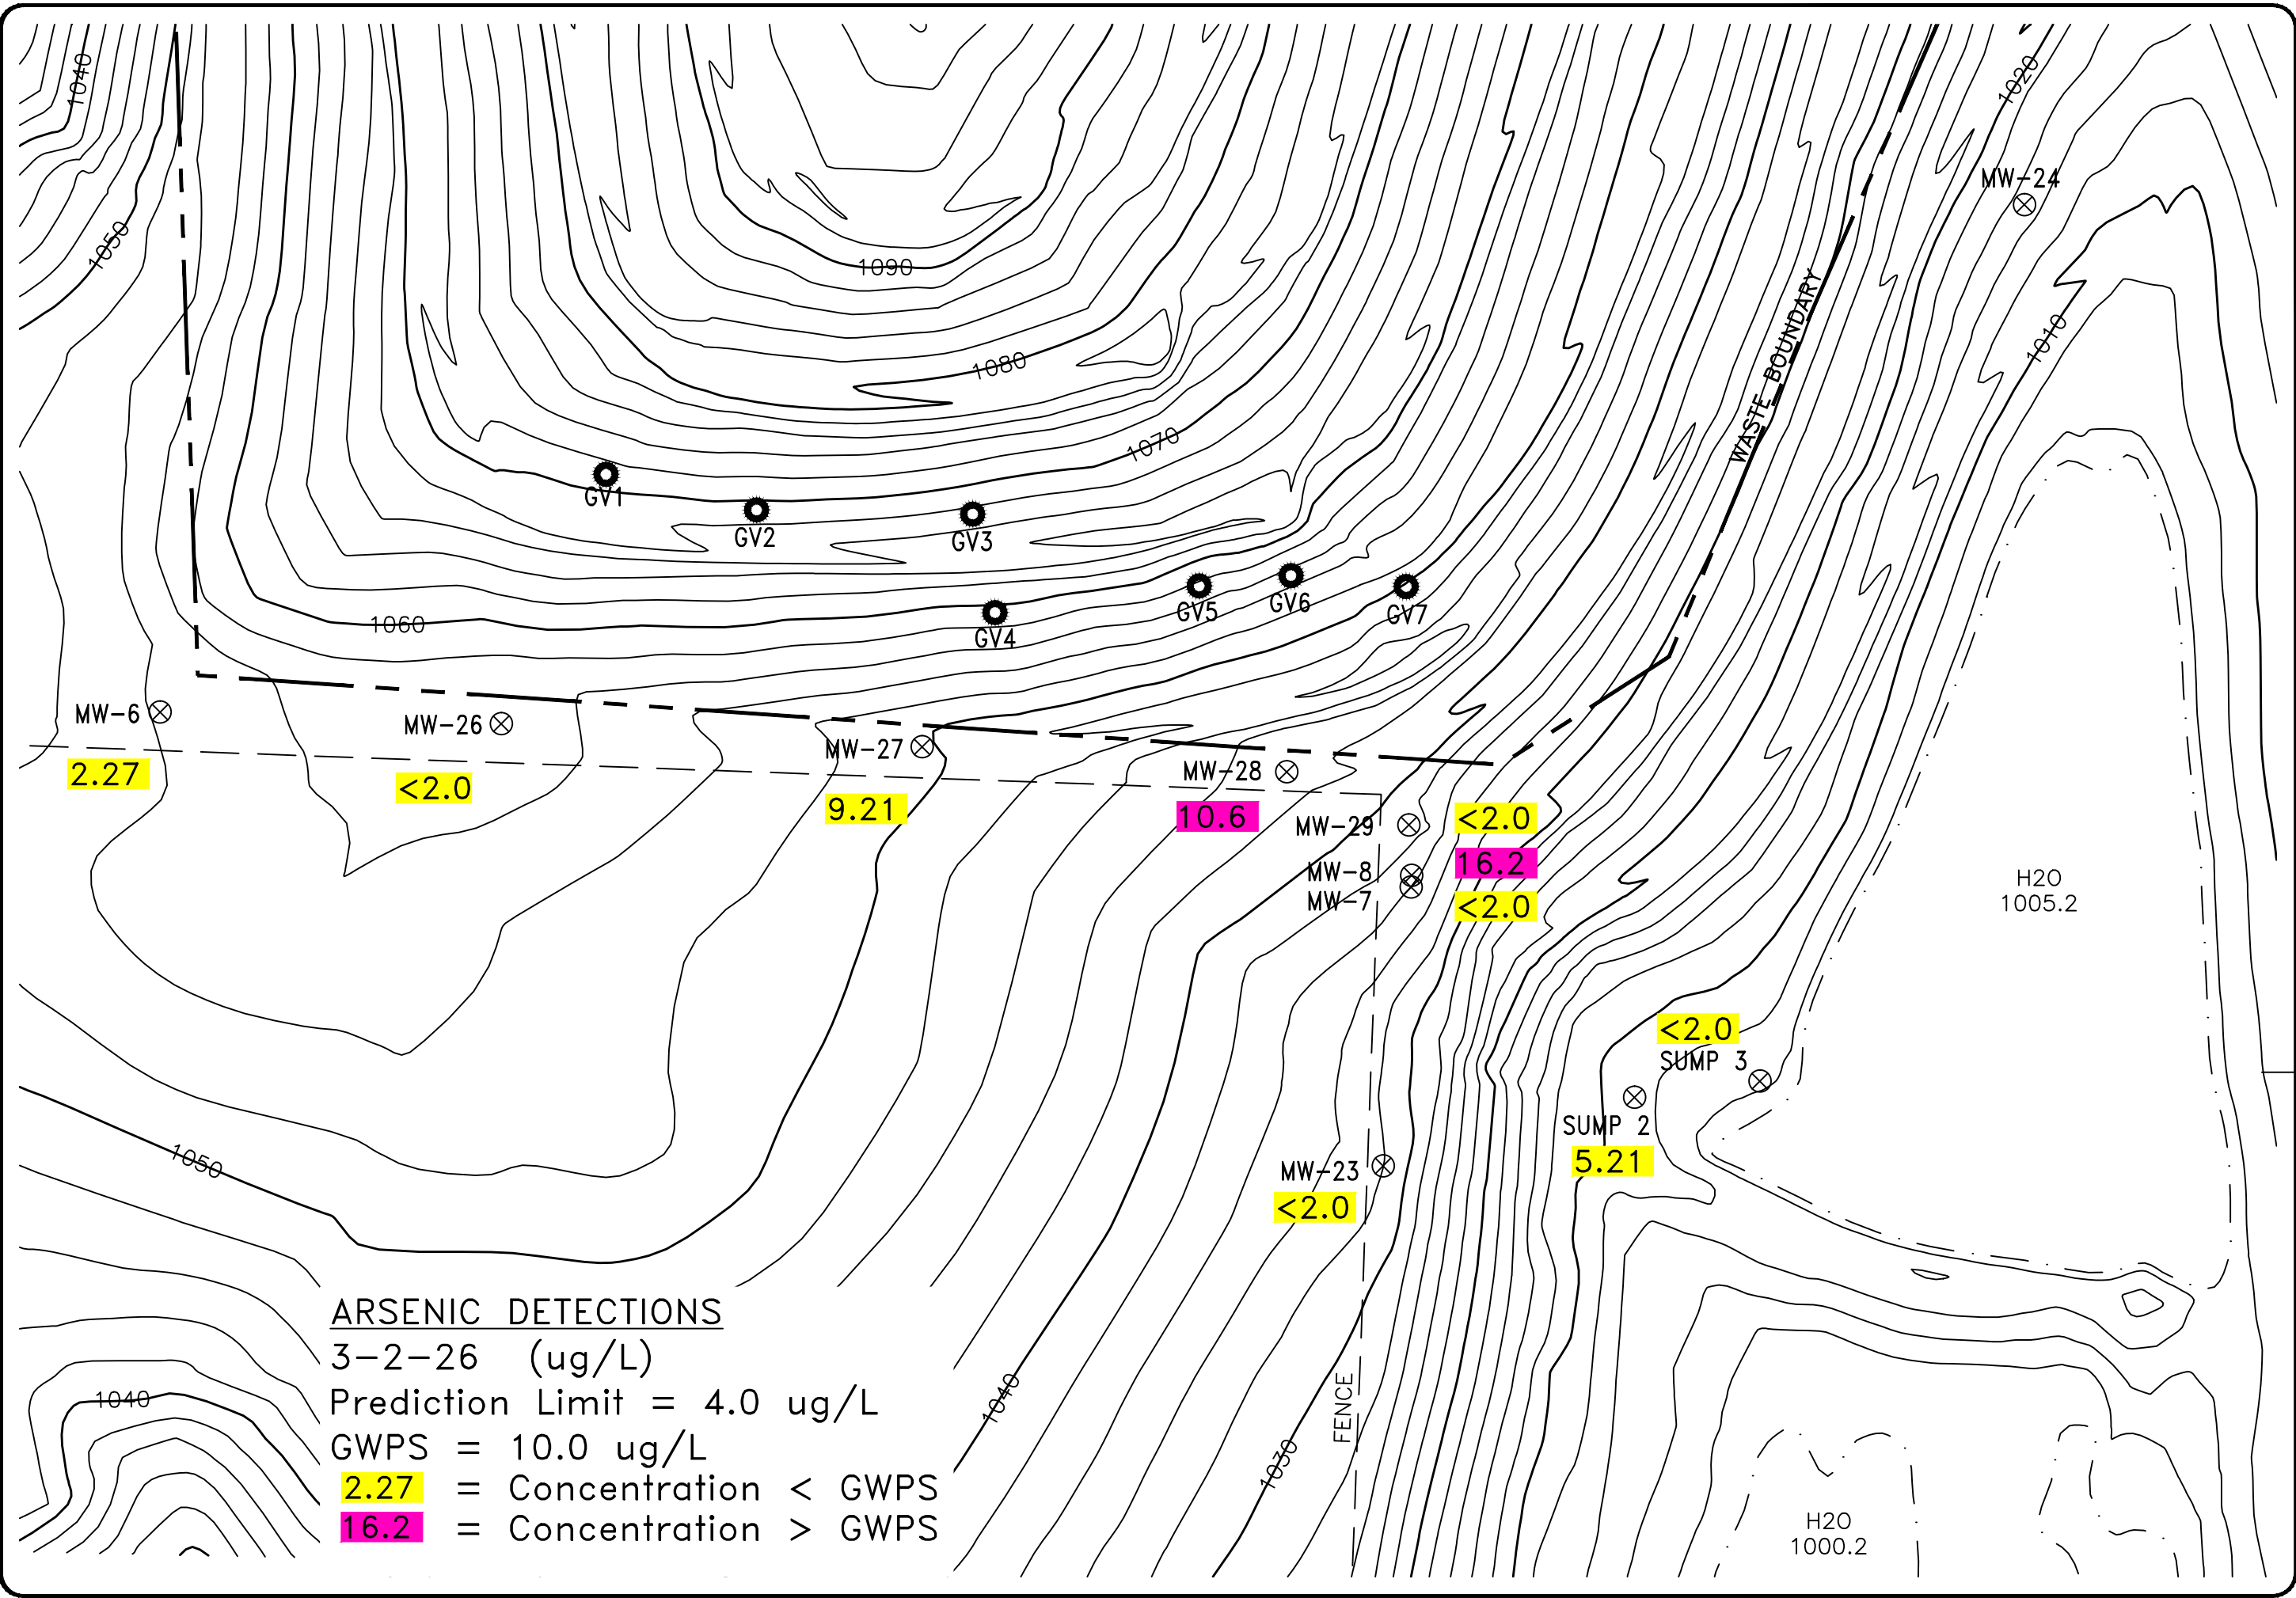 1040
1020
MW-24
1050
1090
WASTE BOUNDARY
1010
1080
1070
GV1
GV2
GV3
GV5
GV6
GV7
1060
GV4
MW-6
MW-26
MW-27
MW-28
2.27
<2.0
9.21
10.6
MW-29
<2.0
MW-8
16.2
MW-7
<2.0
H2O
1005.2
<2.0
SUMP 3
SUMP 2
5.21
1050
MW-23
<2.0
ARSENIC DETECTIONS
3-2-26 (ug/L)
Prediction Limit = 4.0 ug/L
GWPS = 10.0 ug/L
2.27 = Concentration < GWPS
16.2 = Concentration > GWPS
1040
1040
FENCE
1030
H2O
1000.2